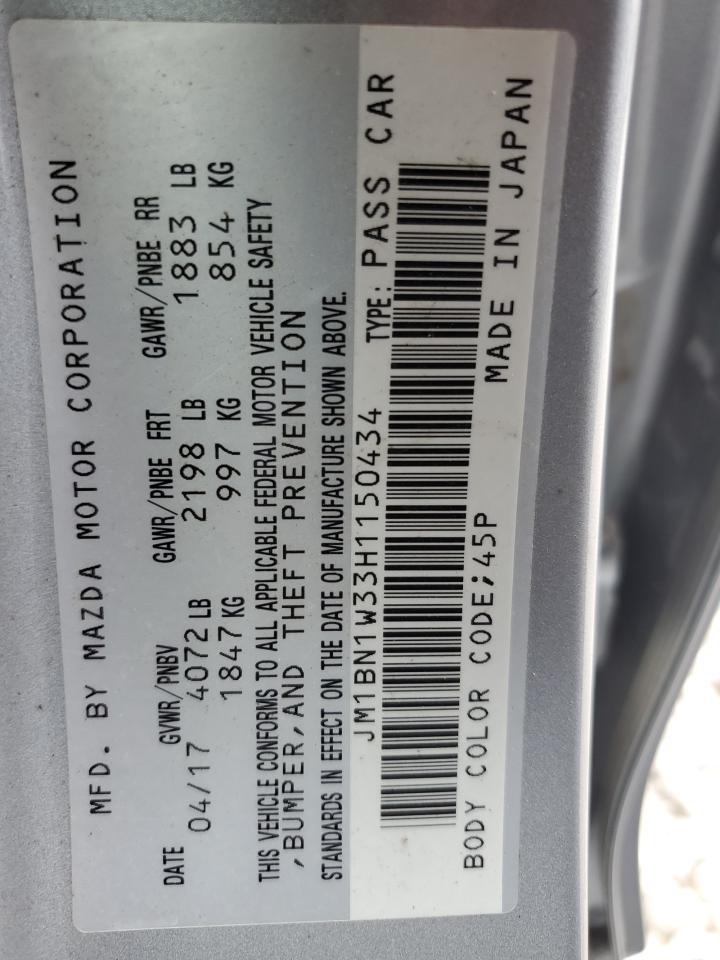 MFD. BY MAZDA MOTOR CORPORATION
DATE GVWR/PNBV GAWR/PNBE FRT GAWR/PNBE RR
04/17 4072 LB 2198 LB 1883 LB
1847 KG 997 KG 854 KG
THIS VEHICLE CONFORMS TO ALL APPLICABLE FEDERAL MOTOR VEHICLE SAFETY
,BUMPER,AND THEFT PREVENTION
STANDARDS IN EFFECT ON THE DATE OF MANUFACTURE SHOWN ABOVE.
JM1BN1W33H1150434 TYPE: PASS CAR
BODY COLOR CODE;45P MADE IN JAPAN